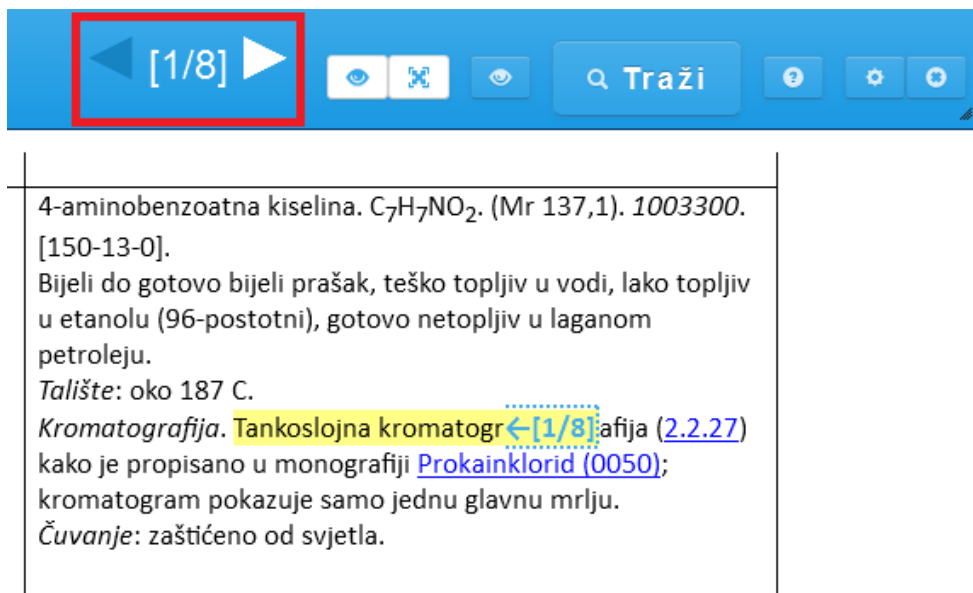 [1/8] Traži
4-aminobenzoatna kiselina. C7H7NO2. (Mr 137,1). 1003300.
[150-13-0].
Bijeli do gotovo bijeli prašak, teško topljiv u vodi, lako topljiv
u etanolu (96-postotni), gotovo netopljiv u laganom
petroleju.
Talište: oko 187 C.
Kromatografija. Tankoslojna kromatogr←[1/8]afija (2.2.27)
kako je propisano u monografiji Prokainklorid (0050);
kromatogram pokazuje samo jednu glavnu mrlju.
Čuvanje: zaštićeno od svjetla.